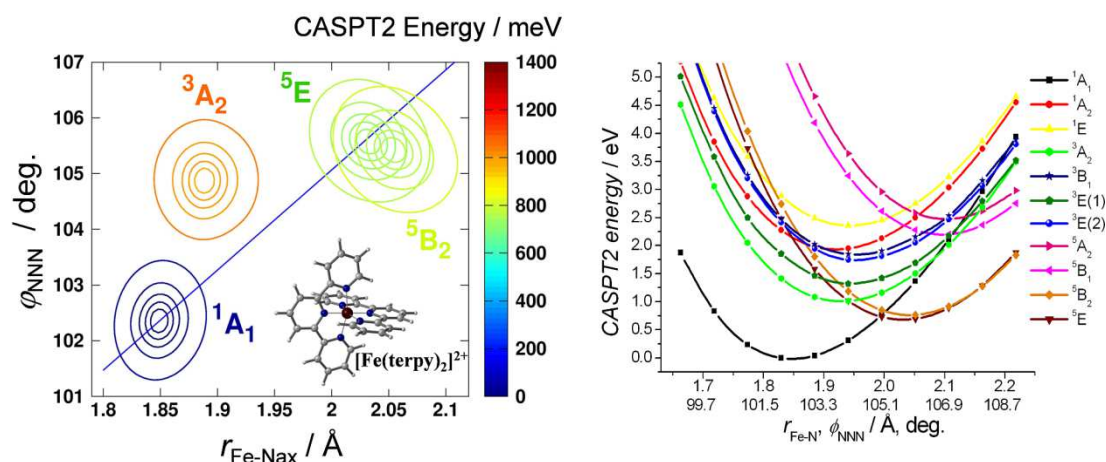 CASPT2 Energy / meV
107
106
105
104
103
102
101
φNNN / deg.
³A₂
⁵E
⁵B₂
¹A₁
[Fe(terpy)₂]²⁺
1.8 1.85 1.9 1.95 2 2.05 2.1
rFe-Nax / Å
1400
1200
1000
800
600
400
200
0
CASPT2 energy / eV
5.0
4.5
4.0
3.5
3.0
2.5
2.0
1.5
1.0
0.5
0.0
1.7 1.8 1.9 2.0 2.1 2.2
99.7 101.5 103.3 105.1 106.9 108.7
rFe-N, ϕNNN / Å, deg.
¹A₁
¹A₂
¹E
³A₂
³B₁
³E(1)
³E(2)
⁵A₂
⁵B₁
⁵B₂
⁵E